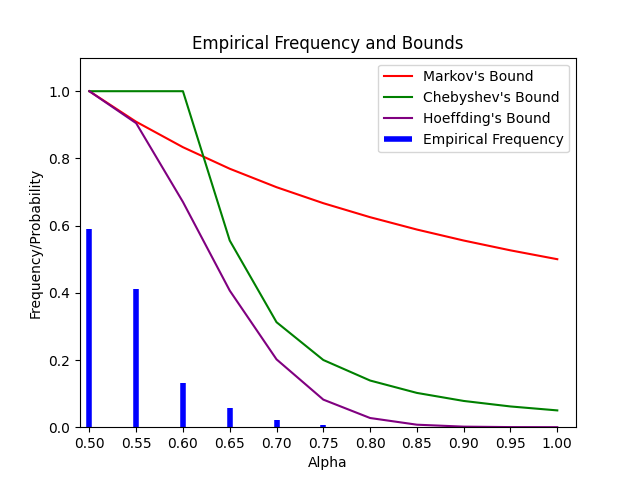 Empirical Frequency and Bounds
Markov's Bound
Chebyshev's Bound
Hoeffding's Bound
Empirical Frequency
Frequency/Probability
1.0
0.8
0.6
0.4
0.2
0.0
0.50 0.55 0.60 0.65 0.70 0.75 0.80 0.85 0.90 0.95 1.00
Alpha